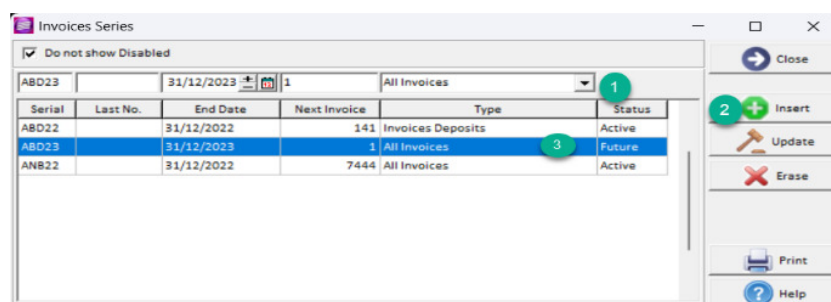 Invoices Series
Do not show Disabled
Close
ABD23 31/12/2023 1 All Invoices 1
Serial Last No. End Date Next Invoice Type Status
2 Insert
ABD22 31/12/2022 141 Invoices Deposits Active
ABD23 31/12/2023 1 All Invoices 3 Future
Update
ANB22 31/12/2022 7444 All Invoices Active
Erase
Print
Help